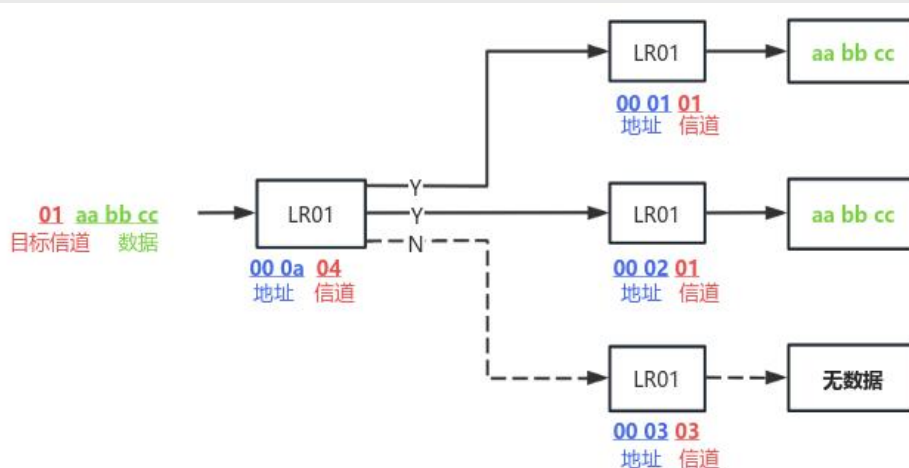 LR01
aa bb cc
00 01 01
地址 信道
Y
01 aa bb cc
目标信道 数据
LR01
Y
LR01
aa bb cc
N
00 0a 04
地址 信道
00 02 01
地址 信道
LR01
无数据
00 03 03
地址 信道